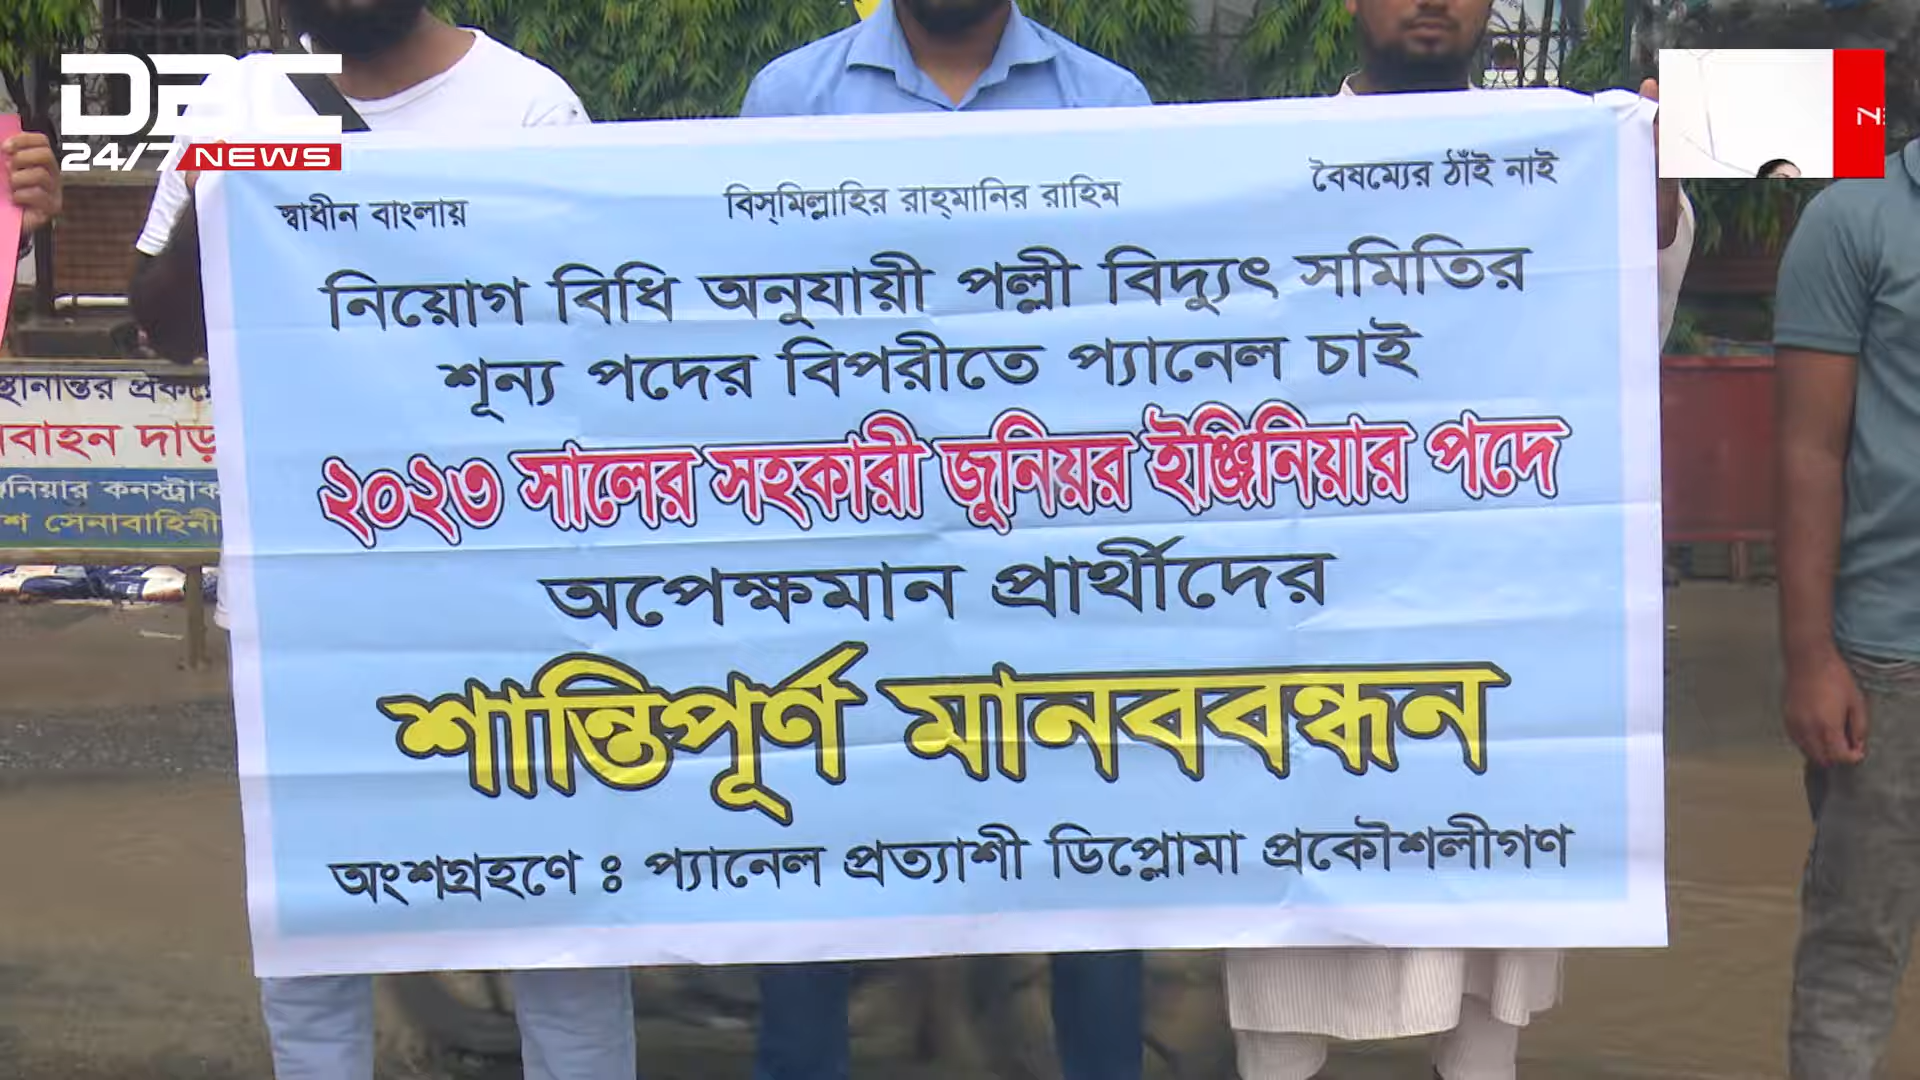 DBC
24/7 NEWS
স্বাধীন বাংলায়
বিস্‌মিল্লাহির রাহ্‌মানির রাহিম
বৈষম্যের ঠাঁই নাই
নিয়োগ বিধি অনুযায়ী পল্লী বিদ্যুৎ সমিতির
শূন্য পদের বিপরীতে প্যানেল চাই
২০২৩ সালের সহকারী জুনিয়র ইঞ্জিনিয়ার পদে
অপেক্ষমান প্রার্থীদের
শান্তিপূর্ণ মানববন্ধন
অংশগ্রহণে ঃ প্যানেল প্রত্যাশী ডিপ্লোমা প্রকৌশলীগণ
সেনাবাহিনী